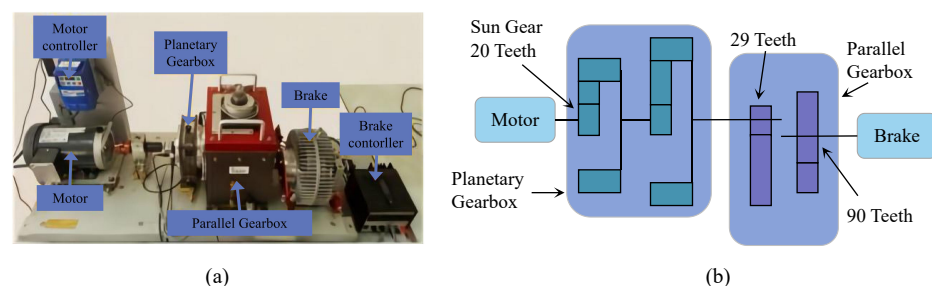 Motor
controller
Planetary
Gearbox
Brake
Brake
contorller
Motor
Parallel Gearbox
(a)
Sun Gear
20 Teeth
29 Teeth
Parallel
Gearbox
Motor
Brake
Planetary
Gearbox
90 Teeth
(b)